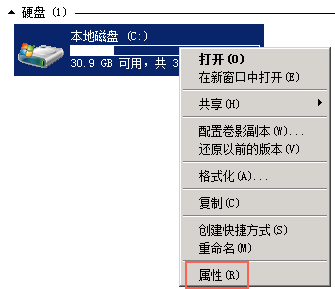 硬盘 (1)
本地磁盘 (C:)
30.9 GB 可用，共 3
打开(O)
在新窗口中打开(E)
共享(H)
配置卷影副本(W)...
还原以前的版本(V)
格式化(A)...
复制(C)
创建快捷方式(S)
重命名(M)
属性(R)